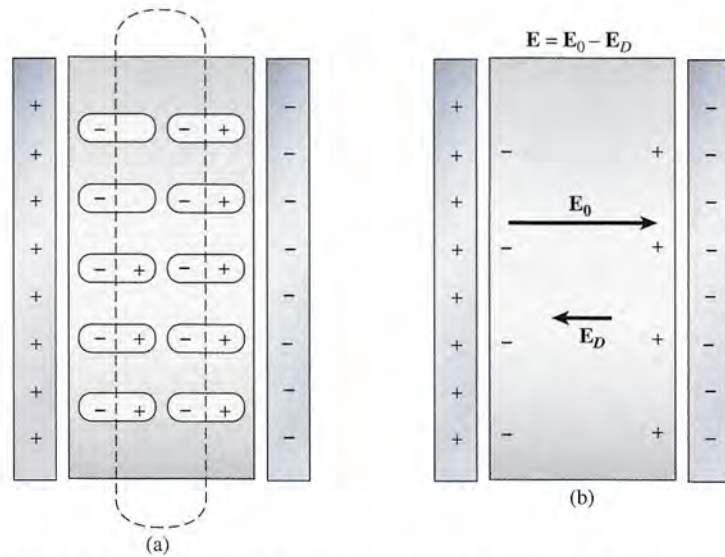 + + + + + + + +
- - + -
- - + -
- + - +
- + - +
- + - +
- - - - - - - -
(a)
E = E₀ − E_D
+ + + + + + + +
- +
E₀
- +
E_D
- +
- +
- - - - - - - - -
(b)